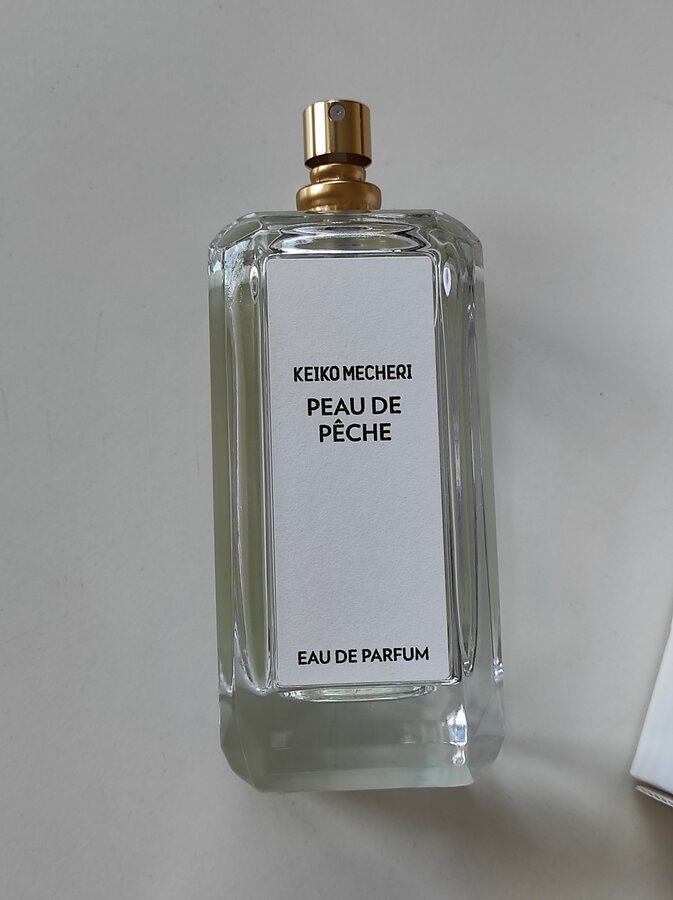 KEIKO MECHERI
PEAU DE
PÊCHE
EAU DE PARFUM